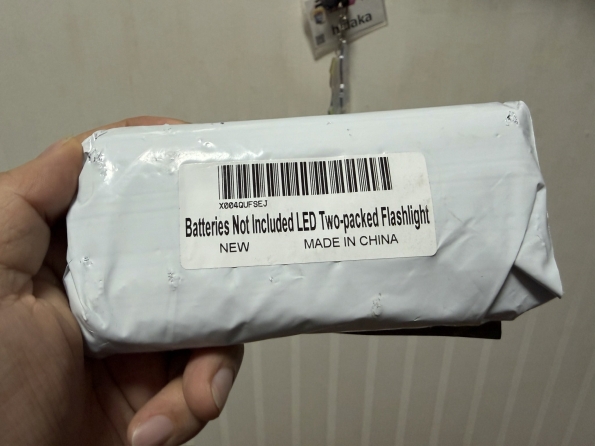 X004QUFSEJ
Batteries Not Included LED Two-packed Flashlight
NEW MADE IN CHINA